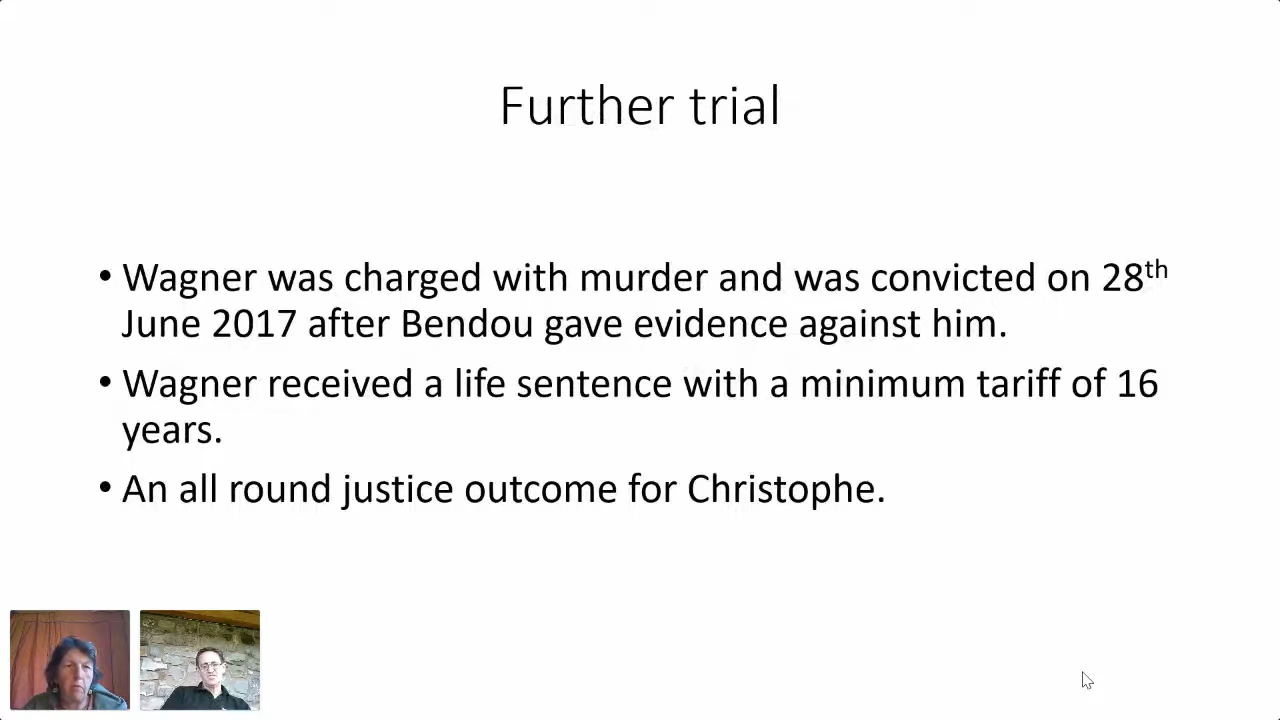 Further trial
• Wagner was charged with murder and was convicted on 28th
June 2017 after Bendou gave evidence against him.
• Wagner received a life sentence with a minimum tariff of 16
years.
• An all round justice outcome for Christophe.